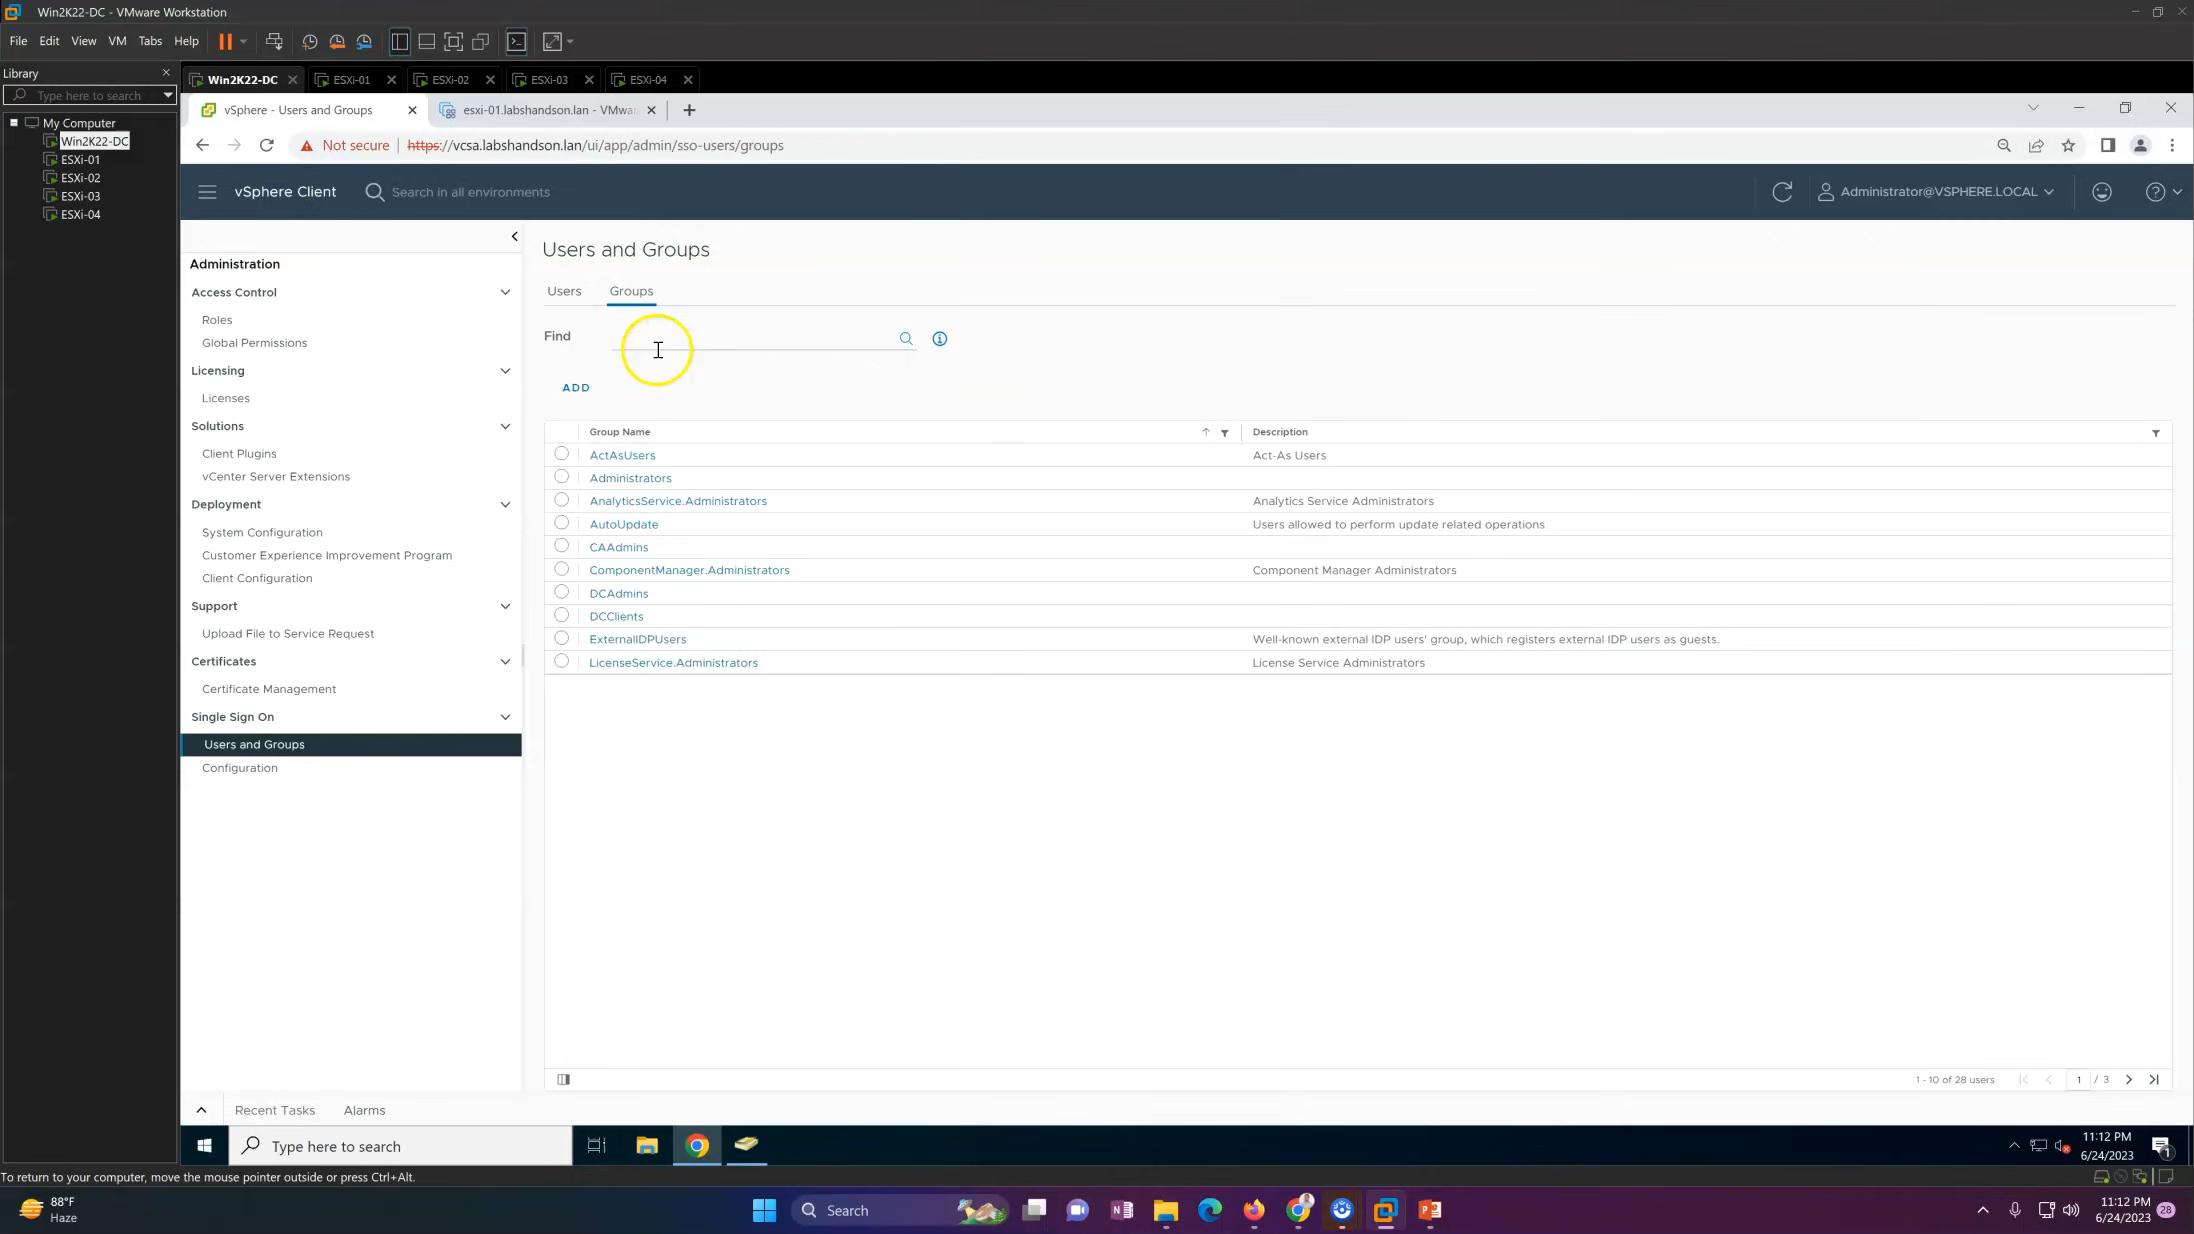 Win2K22-DC - VMware Workstation
File Edit View VM Tabs Help
Library
Type here to search
My Computer
Win2K22-DC
ESXi-01
ESXi-02
ESXi-03
ESXi-04
Win2K22-DC ESXi-01 ESXi-02 ESXi-03 ESXi-04
vSphere - Users and Groups esxi-01.labshandson.lan - VMwa
Not secure https://vcsa.labshandson.lan/ui/app/admin/sso-users/groups
vSphere Client Search in all environments Administrator@VSPHERE.LOCAL
Administration
Access Control
Roles
Global Permissions
Licensing
Licenses
Solutions
Client Plugins
vCenter Server Extensions
Deployment
System Configuration
Customer Experience Improvement Program
Client Configuration
Support
Upload File to Service Request
Certificates
Certificate Management
Single Sign On
Users and Groups
Configuration
Users and Groups
Users Groups
Find
ADD
Group Name Description
ActAsUsers Act-As Users
Administrators
AnalyticsService.Administrators Analytics Service Administrators
AutoUpdate Users allowed to perform update related operations
CAAdmins
ComponentManager.Administrators Component Manager Administrators
DCAdmins
DCClients
ExternalIDPUsers Well-known external IDP users' group, which registers external IDP users as guests.
LicenseService.Administrators License Service Administrators
1 - 10 of 28 users 1 / 3
Recent Tasks Alarms
Type here to search
11:12 PM
6/24/2023
1
To return to your computer, move the mouse pointer outside or press Ctrl+Alt.
88°F
Haze
Search
11:12 PM
6/24/2023
28